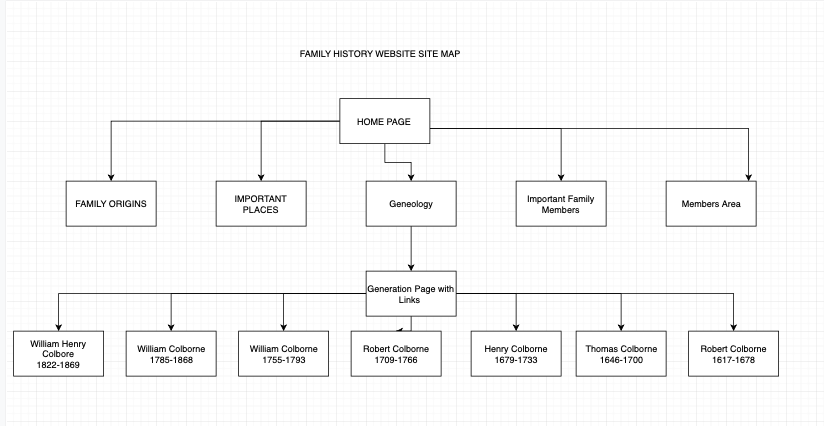 FAMILY HISTORY WEBSITE SITE MAP
HOME PAGE
FAMILY ORIGINS
IMPORTANT
PLACES
Geneology
Important Family
Members
Members Area
Generation Page with
Links
William Henry
Colbore
1822-1869
William Colborne
1785-1868
William Colborne
1755-1793
Robert Colborne
1709-1766
Henry Colborne
1679-1733
Thomas Colborne
1646-1700
Robert Colborne
1617-1678